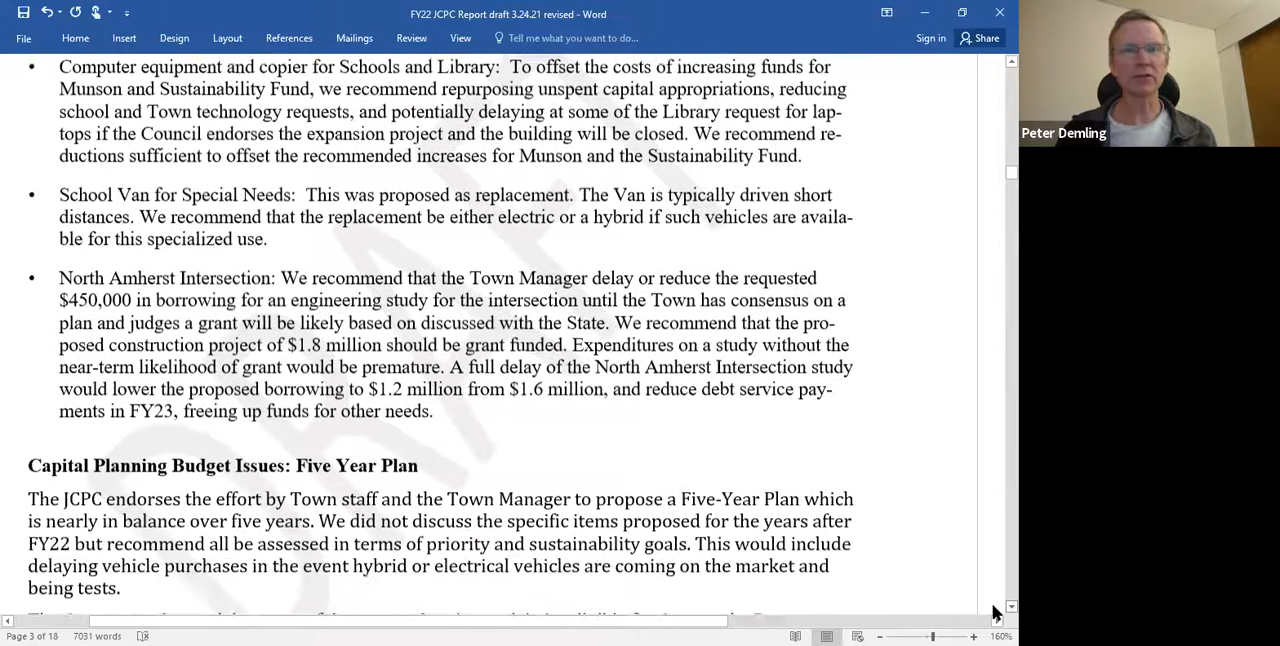 FY22 JCPC Report draft 3.24.21 revised - Word
File Home Insert Design Layout References Mailings Review View Tell me what you want to do... Sign in Share
• Computer equipment and copier for Schools and Library: To offset the costs of increasing funds for
Munson and Sustainability Fund, we recommend repurposing unspent capital appropriations, reducing
school and Town technology requests, and potentially delaying at some of the Library request for lap-
tops if the Council endorses the expansion project and the building will be closed. We recommend re-
ductions sufficient to offset the recommended increases for Munson and the Sustainability Fund.
• School Van for Special Needs: This was proposed as replacement. The Van is typically driven short
distances. We recommend that the replacement be either electric or a hybrid if such vehicles are availa-
ble for this specialized use.
• North Amherst Intersection: We recommend that the Town Manager delay or reduce the requested
$450,000 in borrowing for an engineering study for the intersection until the Town has consensus on a
plan and judges a grant will be likely based on discussed with the State. We recommend that the pro-
posed construction project of $1.8 million should be grant funded. Expenditures on a study without the
near-term likelihood of grant would be premature. A full delay of the North Amherst Intersection study
would lower the proposed borrowing to $1.2 million from $1.6 million, and reduce debt service pay-
ments in FY23, freeing up funds for other needs.
Capital Planning Budget Issues: Five Year Plan
The JCPC endorses the effort by Town staff and the Town Manager to propose a Five-Year Plan which
is nearly in balance over five years. We did not discuss the specific items proposed for the years after
FY22 but recommend all be assessed in terms of priority and sustainability goals. This would include
delaying vehicle purchases in the event hybrid or electrical vehicles are coming on the market and
being tests.
DRAFT
Page 3 of 18 7031 words 160%
Peter Demling